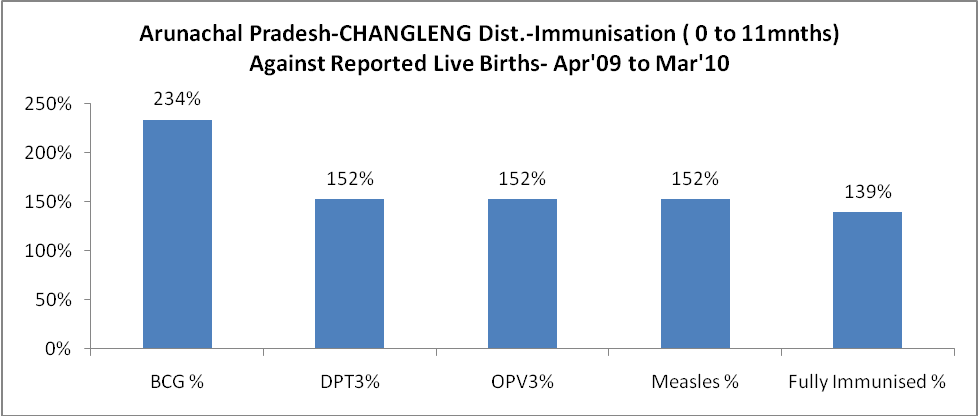 Arunachal Pradesh-CHANGLENG Dist.-Immunisation ( 0 to 11mnths)
Against Reported Live Births- Apr'09 to Mar'10
250%
200%
150%
100%
50%
0%
234%
152%
152%
152%
139%
BCG %
DPT3%
OPV3%
Measles %
Fully Immunised %